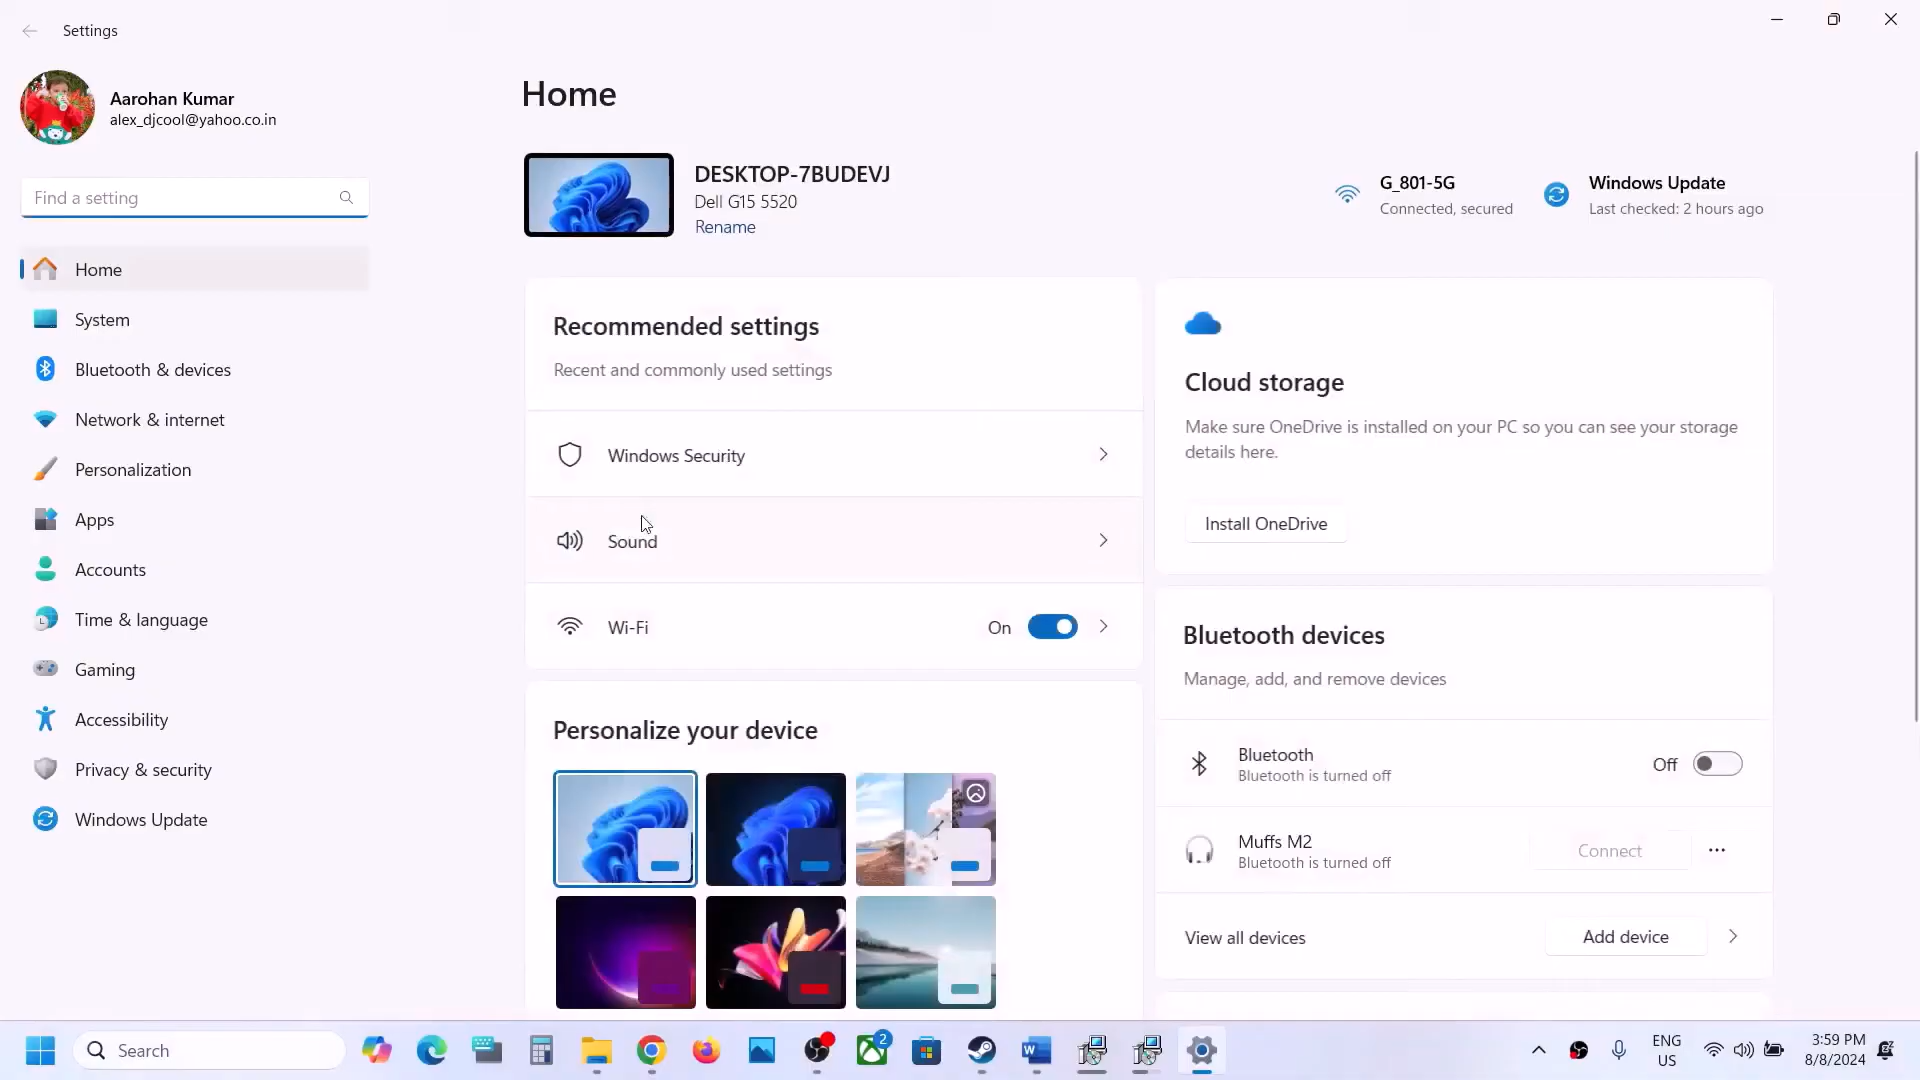 Settings
Aarohan Kumar
alex_djcool@yahoo.co.in
Find a setting
Home
System
Bluetooth & devices
Network & internet
Personalization
Apps
Accounts
Time & language
Gaming
Accessibility
Privacy & security
Windows Update
Home
DESKTOP-7BUDEVJ
Dell G15 5520
Rename
G_801-5G
Connected, secured
Windows Update
Last checked: 2 hours ago
Recommended settings
Recent and commonly used settings
Windows Security
Sound
Wi-Fi
On
Personalize your device
Cloud storage
Make sure OneDrive is installed on your PC so you can see your storage
details here.
Install OneDrive
Bluetooth devices
Manage, add, and remove devices
Bluetooth
Bluetooth is turned off
Off
Muffs M2
Bluetooth is turned off
Connect
View all devices
Add device
Search
2
ENG
US
3:59 PM
8/8/2024